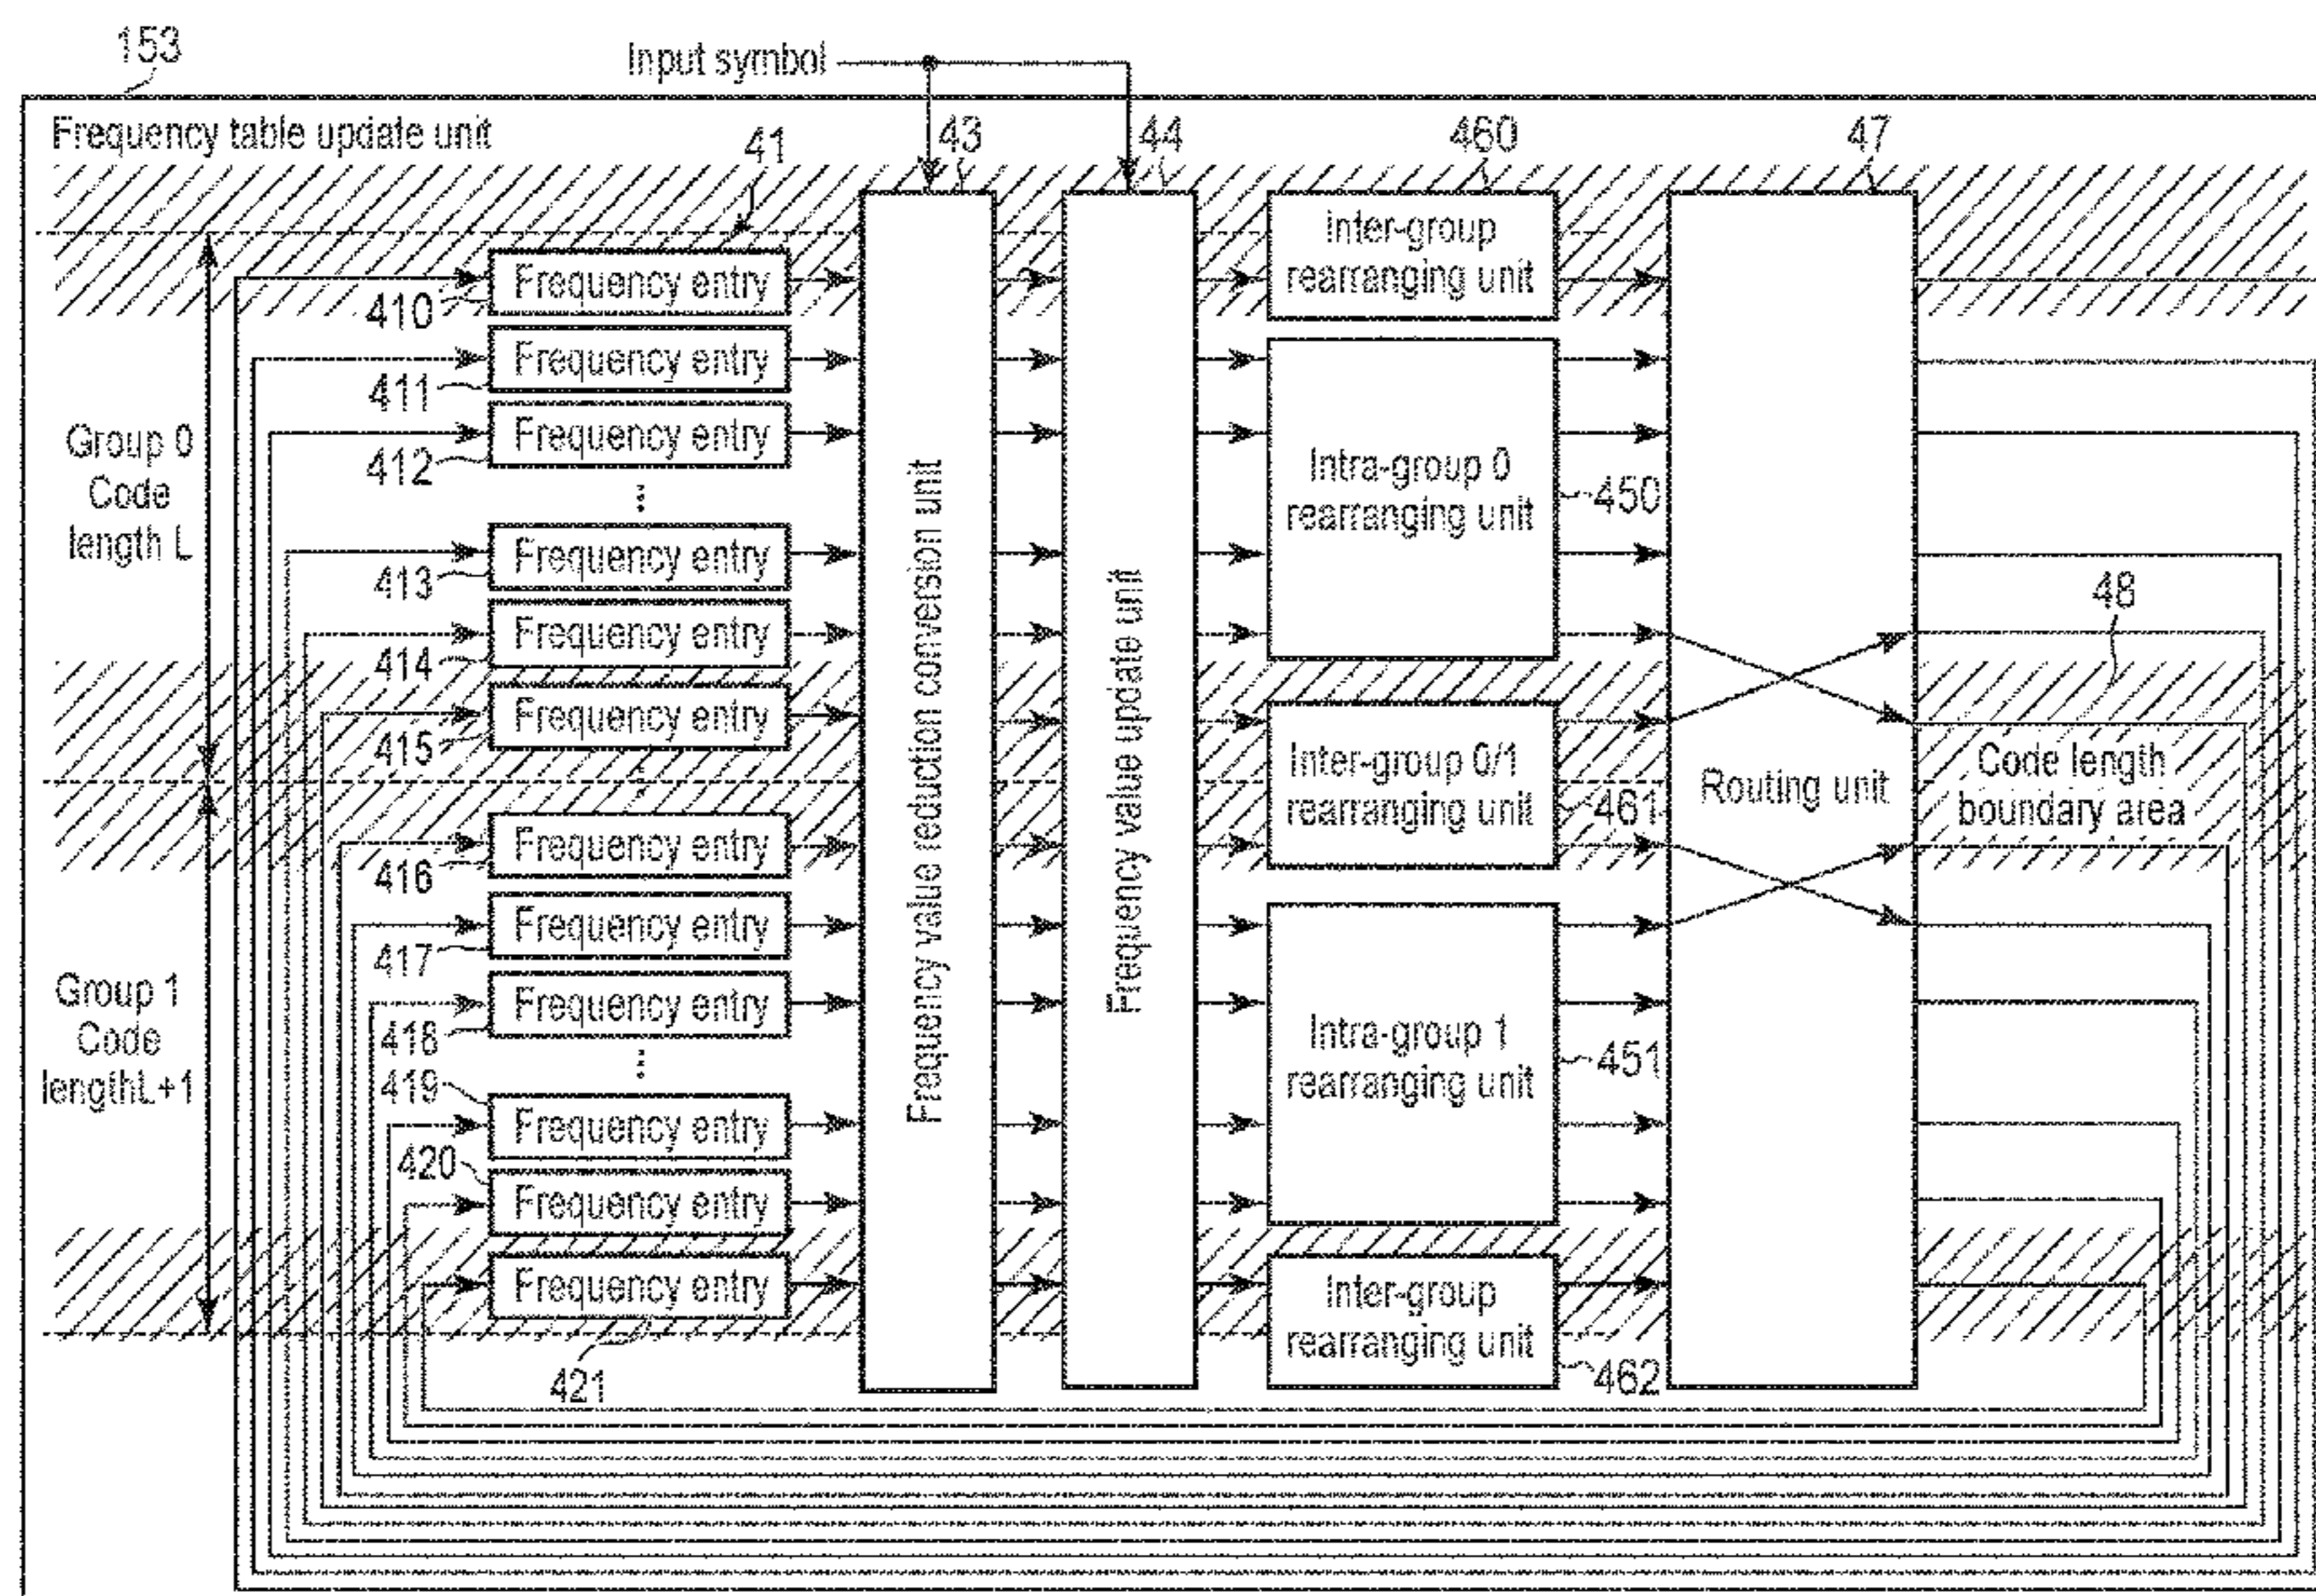 153
Input symbol
Frequency table update unit
41
43
44
460
47
Frequency entry
410
Frequency entry
411
Frequency entry
412
...
Frequency entry
413
Frequency entry
414
Frequency entry
415
Frequency entry
416
Frequency entry
417
Frequency entry
418
...
419
Frequency entry
420
Frequency entry
Frequency entry
421
Group 0
Code
length L
Group 1
Code
lengthL+1
Frequency value reduction conversion unit
Frequency value update unit
Inter-group
rearranging unit
Intra-group 0
rearranging unit
450
Inter-group 0/1
rearranging unit
461
Intra-group 1
rearranging unit
451
Inter-group
rearranging unit
462
Routing unit
48
Code length
boundary area